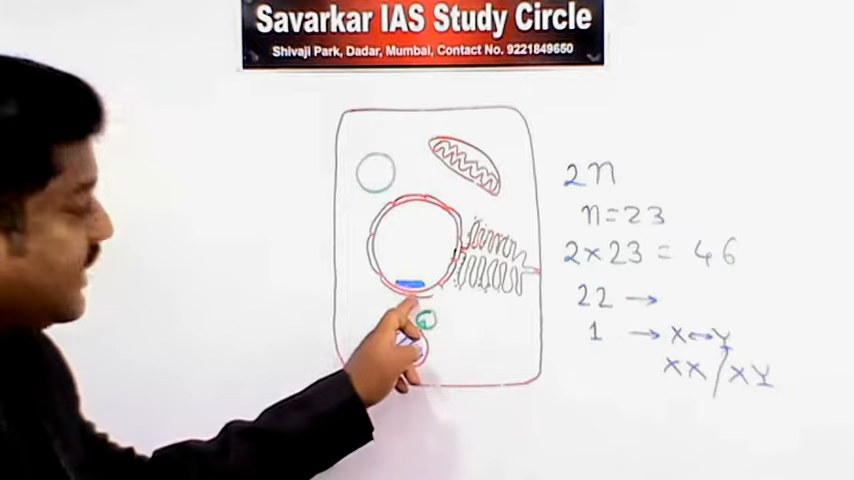 Savarkar IAS Study Circle
Shivaji Park, Dadar, Mumbai, Contact No. 9221849650
2n
n=23
2×23 = 46
22 →
1 → X↔Y
XX/XY